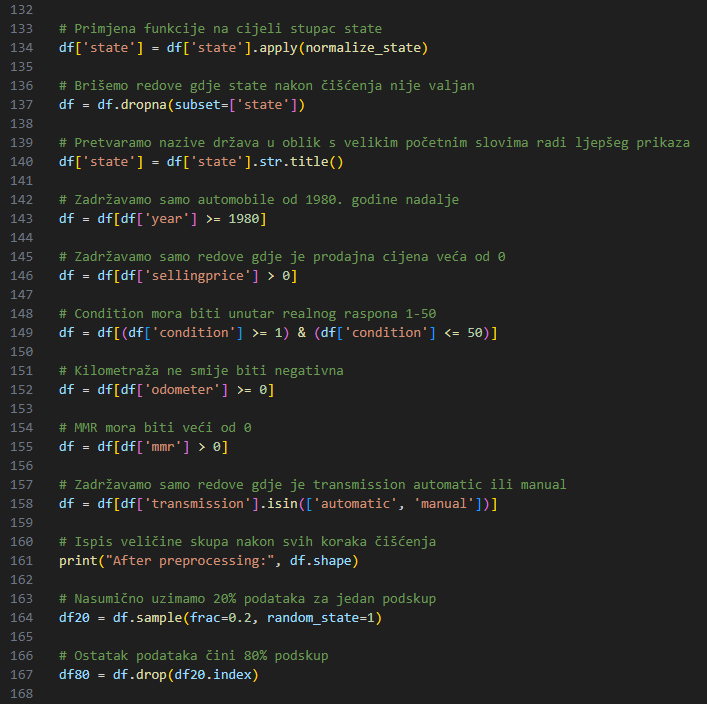 132
133 # Primjena funkcije na cijeli stupac state
134 df['state'] = df['state'].apply(normalize_state)
135
136 # Brišemo redove gdje state nakon čišćenja nije valjan
137 df = df.dropna(subset=['state'])
138
139 # Pretvaramo nazive država u oblik s velikim početnim slovima radi ljepšeg prikaza
140 df['state'] = df['state'].str.title()
141
142 # Zadržavamo samo automobile od 1980. godine nadalje
143 df = df[df['year'] >= 1980]
144
145 # Zadržavamo samo redove gdje je prodajna cijena veća od 0
146 df = df[df['sellingprice'] > 0]
147
148 # Condition mora biti unutar realnog raspona 1-50
149 df = df[(df['condition'] >= 1) & (df['condition'] <= 50)]
150
151 # Kilometraža ne smije biti negativna
152 df = df[df['odometer'] >= 0]
153
154 # MMR mora biti veći od 0
155 df = df[df['mmr'] > 0]
156
157 # Zadržavamo samo redove gdje je transmission automatic ili manual
158 df = df[df['transmission'].isin(['automatic', 'manual'])]
159
160 # Ispis veličine skupa nakon svih koraka čišćenja
161 print("After preprocessing:", df.shape)
162
163 # Nasumično uzimamo 20% podataka za jedan podskup
164 df20 = df.sample(frac=0.2, random_state=1)
165
166 # Ostatak podataka čini 80% podskup
167 df80 = df.drop(df20.index)
168